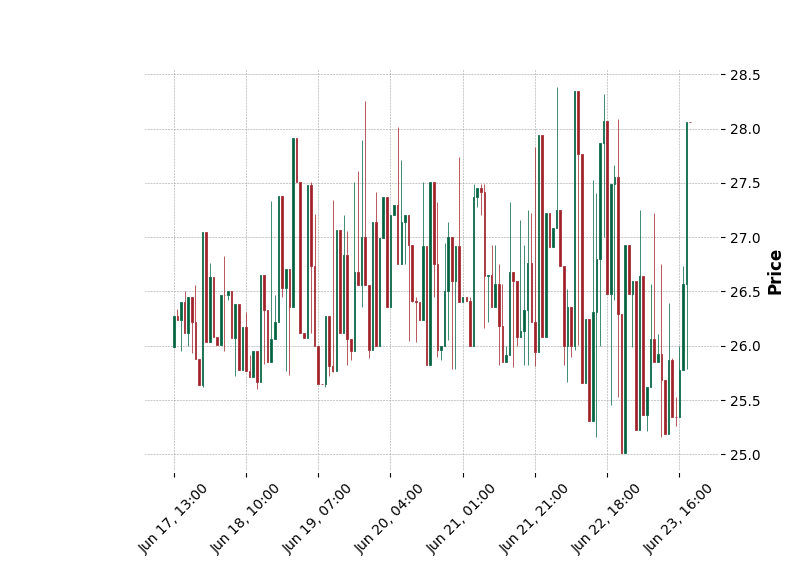 28.5
28.0
27.5
27.0
26.5
26.0
25.5
25.0
Price
Jun 17, 13:00
Jun 18, 10:00
Jun 19, 07:00
Jun 20, 04:00
Jun 21, 01:00
Jun 21, 21:00
Jun 22, 18:00
Jun 23, 16:00